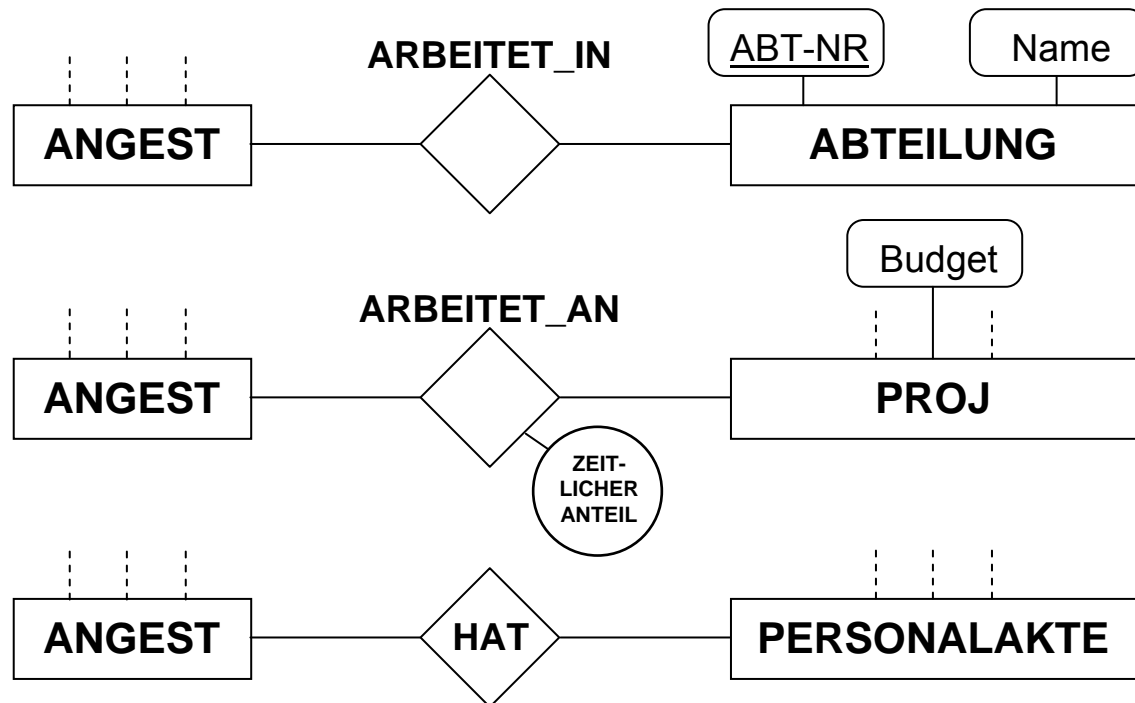 ARBEITET_IN
ABT-NR
Name
ANGEST
ABTEILUNG
Budget
ARBEITET_AN
ANGEST
PROJ
ZEIT-
LICHER
ANTEIL
ANGEST
HAT
PERSONALAKTE